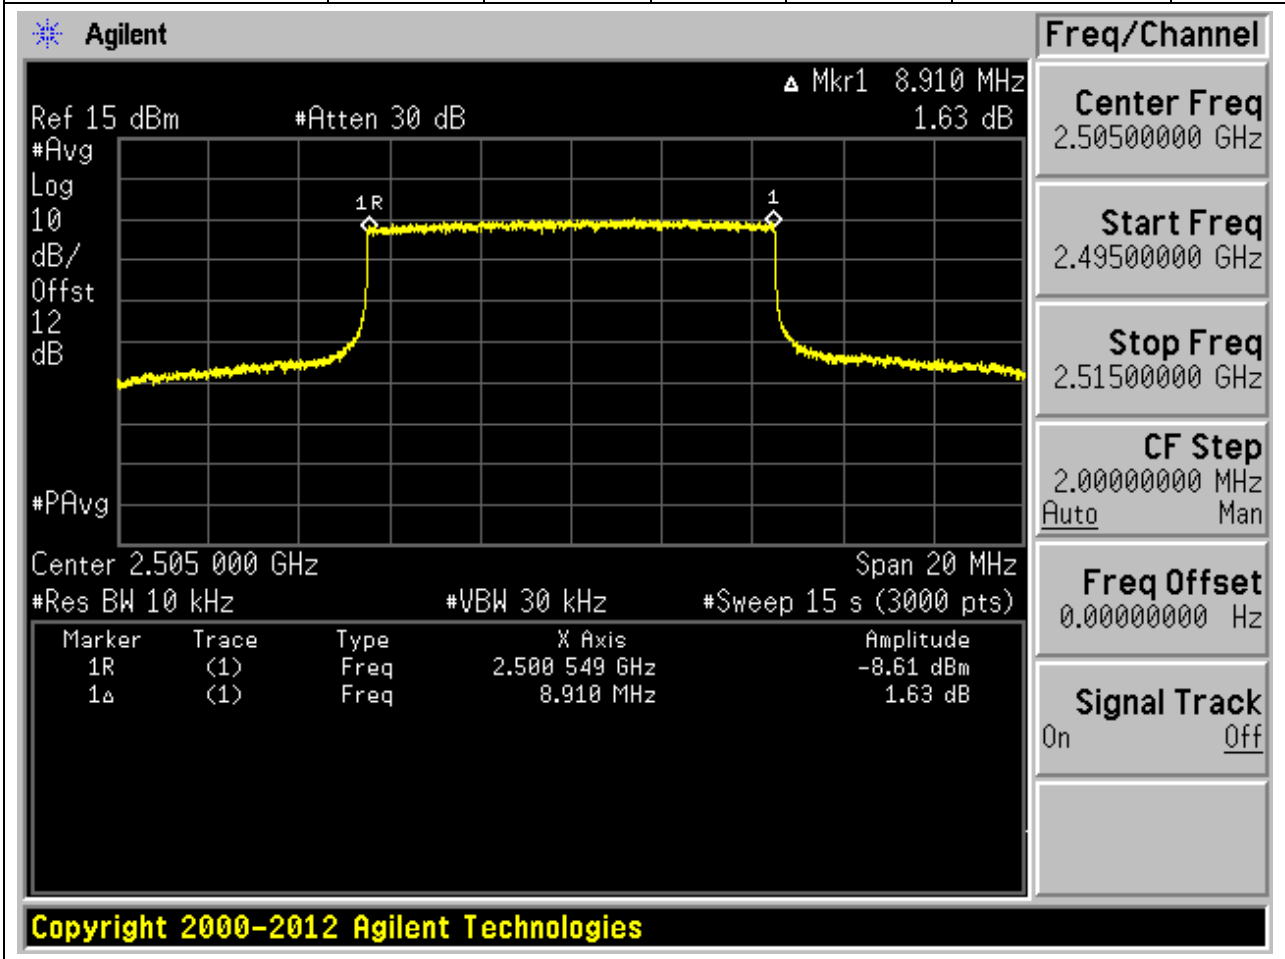 Agilent
Freq/Channel
Δ Mkr1 8.910 MHz
Ref 15 dBm #Atten 30 dB 1.63 dB
#Avg
Log
10
dB/
Offst
12
dB
#PAvg
1R
1
Center 2.505 000 GHz Span 20 MHz
#Res BW 10 kHz #VBW 30 kHz #Sweep 15 s (3000 pts)
Marker Trace Type X Axis Amplitude
1R (1) Freq 2.500 549 GHz -8.61 dBm
1Δ (1) Freq 8.910 MHz 1.63 dB
Center Freq
2.50500000 GHz
Start Freq
2.49500000 GHz
Stop Freq
2.51500000 GHz
CF Step
2.00000000 MHz
Auto Man
Freq Offset
0.00000000 Hz
Signal Track
On Off
Copyright 2000-2012 Agilent Technologies